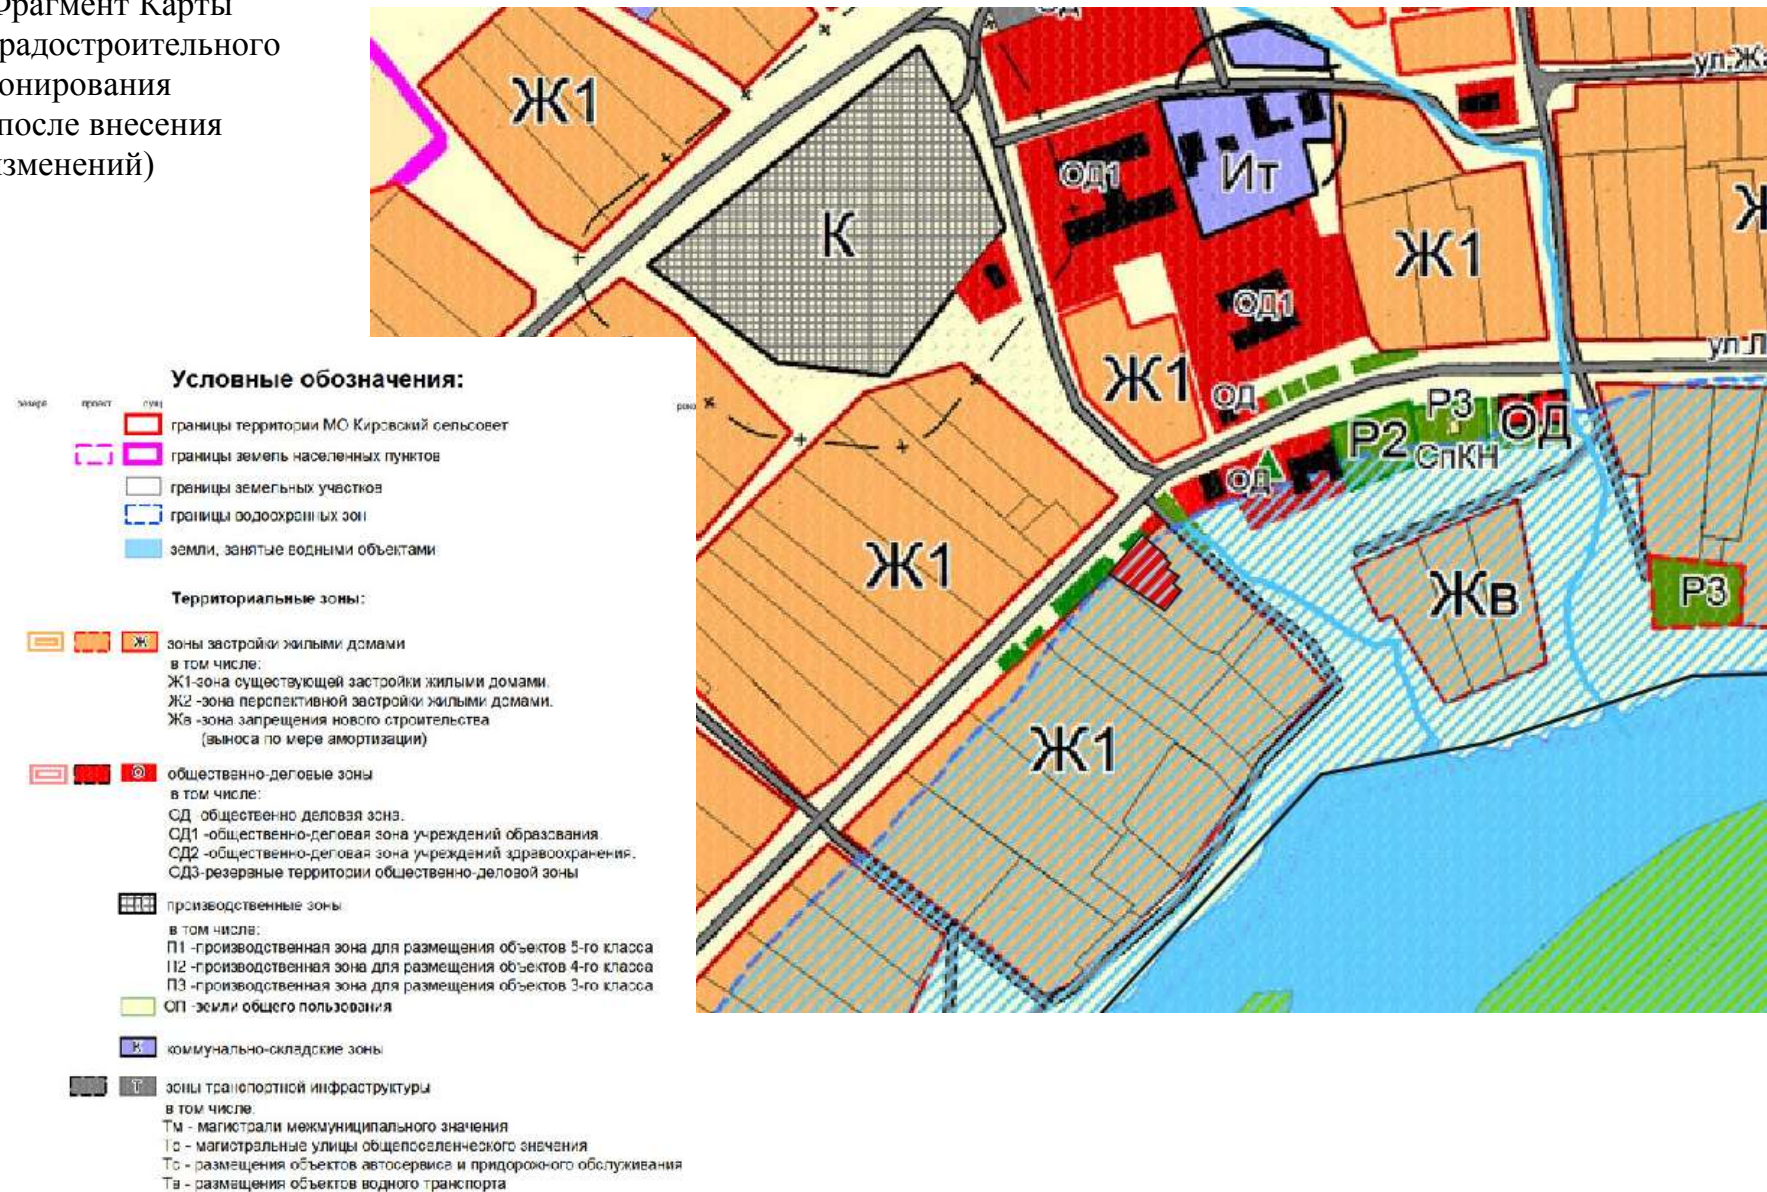 Фрагмент Карты
радостроительного
онирования
после внесения
изменений)
ОД
Ж1
ул.Ж
К
ОД1
Ит
Ж1
Ж
ОД1
ул.Л
Ж1
ОД
Р3
ОД
Р2
СпКН
ОД
Ж1
Жв
Р3
Ж1
Условные обозначения:
резерв проект сущ
границы территории МО Кировский сельсовет
границы земель населенных пунктов
границы земельных участков
границы водоохранных зон
земли, занятые водными объектами
Территориальные зоны:
Ж зоны застройки жилыми домами
в том числе:
Ж1-зона существующей застройки жилыми домами.
Ж2 -зона перспективной застройки жилыми домами.
Жв -зона запрещения нового строительства
(выноса по мере амортизации)
О общественно-деловые зоны
в том числе:
ОД -общественно деловая зона.
ОД1 -общественно-деловая зона учреждений образования.
ОД2 -общественно-деловая зона учреждений здравоохранения.
ОД3-резервные территории общественно-деловой зоны
П производственные зоны
в том числе:
П1 -производственная зона для размещения объектов 5-го класса
П2 -производственная зона для размещения объектов 4-го класса
П3 -производственная зона для размещения объектов 3-го класса
ОП -земли общего пользования
К коммунально-складские зоны
Т зоны транспортной инфраструктуры
в том числе:
Тм - магистрали межмуниципального значения
То - магистральные улицы общепоселенческого значения
Тс - размещения объектов автосервиса и придорожного обслуживания
Тв - размещения объектов водного транспорта